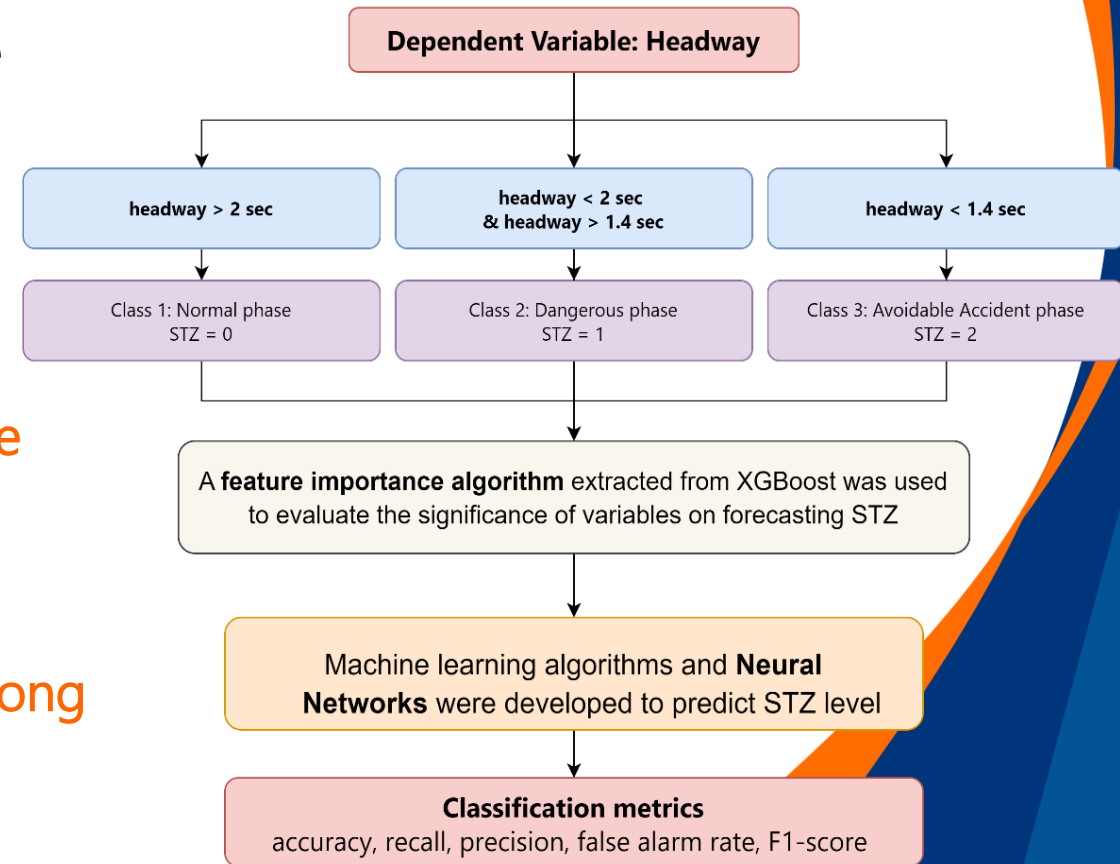 Dependent Variable: Headway
headway > 2 sec
headway < 2 sec
& headway > 1.4 sec
headway < 1.4 sec
Class 1: Normal phase
STZ = 0
Class 2: Dangerous phase
STZ = 1
Class 3: Avoidable Accident phase
STZ = 2
e
A feature importance algorithm extracted from XGBoost was used
to evaluate the significance of variables on forecasting STZ
Machine learning algorithms and Neural
ong
Networks were developed to predict STZ level
Classification metrics
accuracy, recall, precision, false alarm rate, F1-score